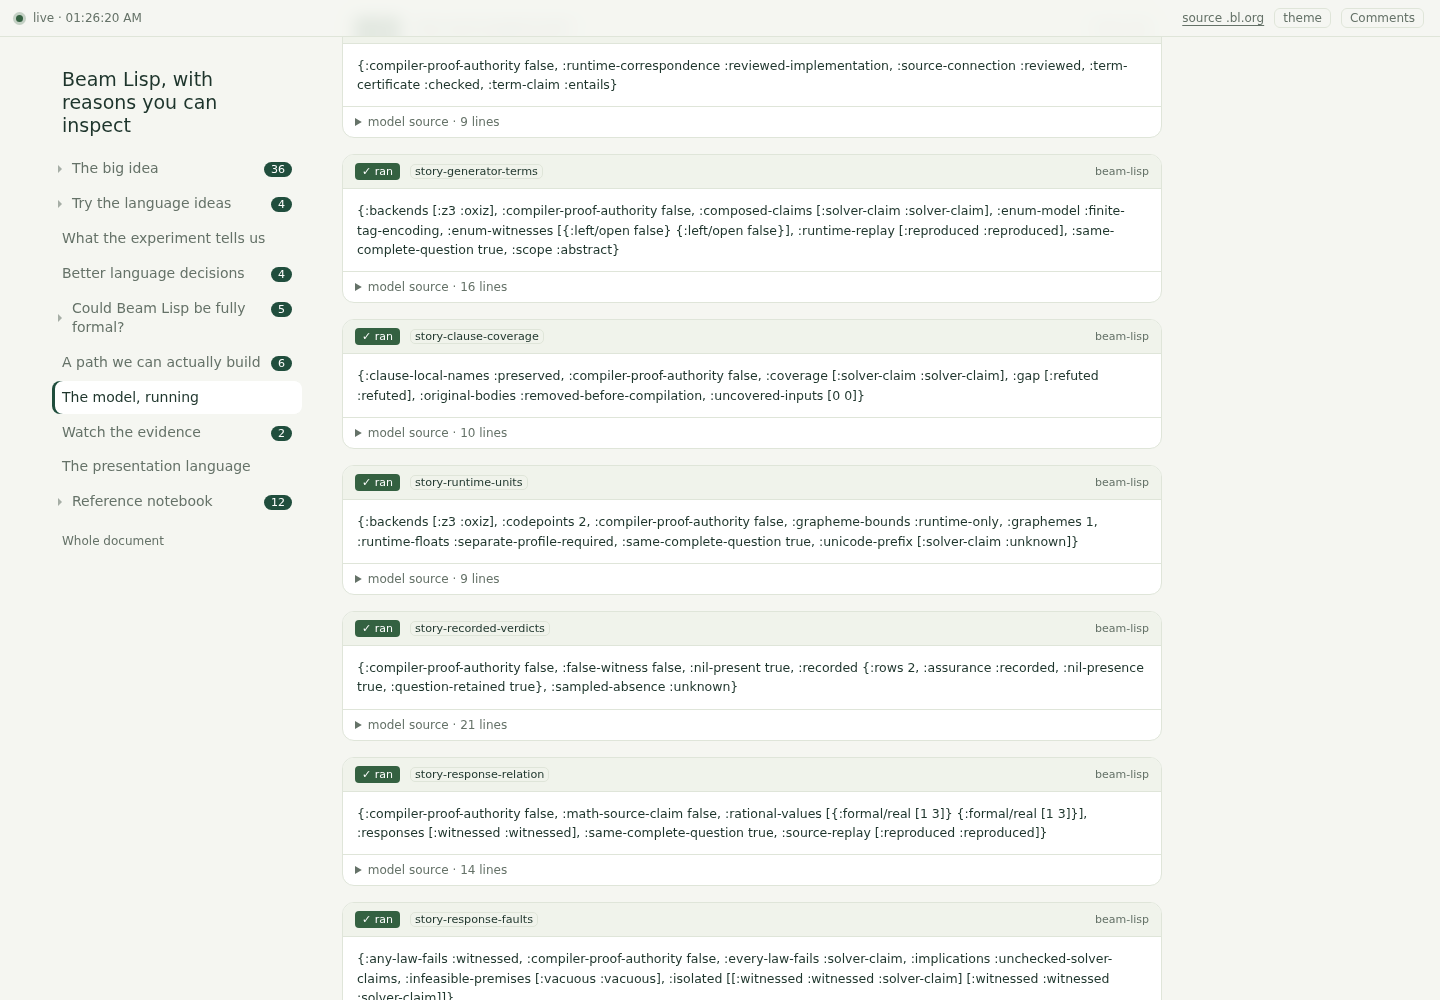 live · 01:26:20 AM
source .bl.org
theme
Comments
Beam Lisp, with
reasons you can
inspect
The big idea 36
Try the language ideas 4
What the experiment tells us
Better language decisions 4
Could Beam Lisp be fully 5
formal?
A path we can actually build 6
The model, running
Watch the evidence 2
The presentation language
Reference notebook 12
Whole document
{:compiler-proof-authority false, :runtime-correspondence :reviewed-implementation, :source-connection :reviewed, :term-
certificate :checked, :term-claim :entails}
model source · 9 lines
✓ ran story-generator-terms beam-lisp
{:backends [:z3 :oxiz], :compiler-proof-authority false, :composed-claims [:solver-claim :solver-claim], :enum-model :finite-
tag-encoding, :enum-witnesses [{:left/open false} {:left/open false}], :runtime-replay [:reproduced :reproduced], :same-
complete-question true, :scope :abstract}
model source · 16 lines
✓ ran story-clause-coverage beam-lisp
{:clause-local-names :preserved, :compiler-proof-authority false, :coverage [:solver-claim :solver-claim], :gap [:refuted
:refuted], :original-bodies :removed-before-compilation, :uncovered-inputs [0 0]}
model source · 10 lines
✓ ran story-runtime-units beam-lisp
{:backends [:z3 :oxiz], :codepoints 2, :compiler-proof-authority false, :grapheme-bounds :runtime-only, :graphemes 1,
:runtime-floats :separate-profile-required, :same-complete-question true, :unicode-prefix [:solver-claim :unknown]}
model source · 9 lines
✓ ran story-recorded-verdicts beam-lisp
{:compiler-proof-authority false, :false-witness false, :nil-present true, :recorded {:rows 2, :assurance :recorded, :nil-presence
true, :question-retained true}, :sampled-absence :unknown}
model source · 21 lines
✓ ran story-response-relation beam-lisp
{:compiler-proof-authority false, :math-source-claim false, :rational-values [{:formal/real [1 3]} {:formal/real [1 3]}],
:responses [:witnessed :witnessed], :same-complete-question true, :source-replay [:reproduced :reproduced]}
model source · 14 lines
✓ ran story-response-faults beam-lisp
{:any-law-fails :witnessed, :compiler-proof-authority false, :every-law-fails :solver-claim, :implications :unchecked-solver-
claims, :infeasible-premises [:vacuous :vacuous], :isolated [[:witnessed :witnessed :solver-claim] [:witnessed :witnessed
:solver-claim]]}